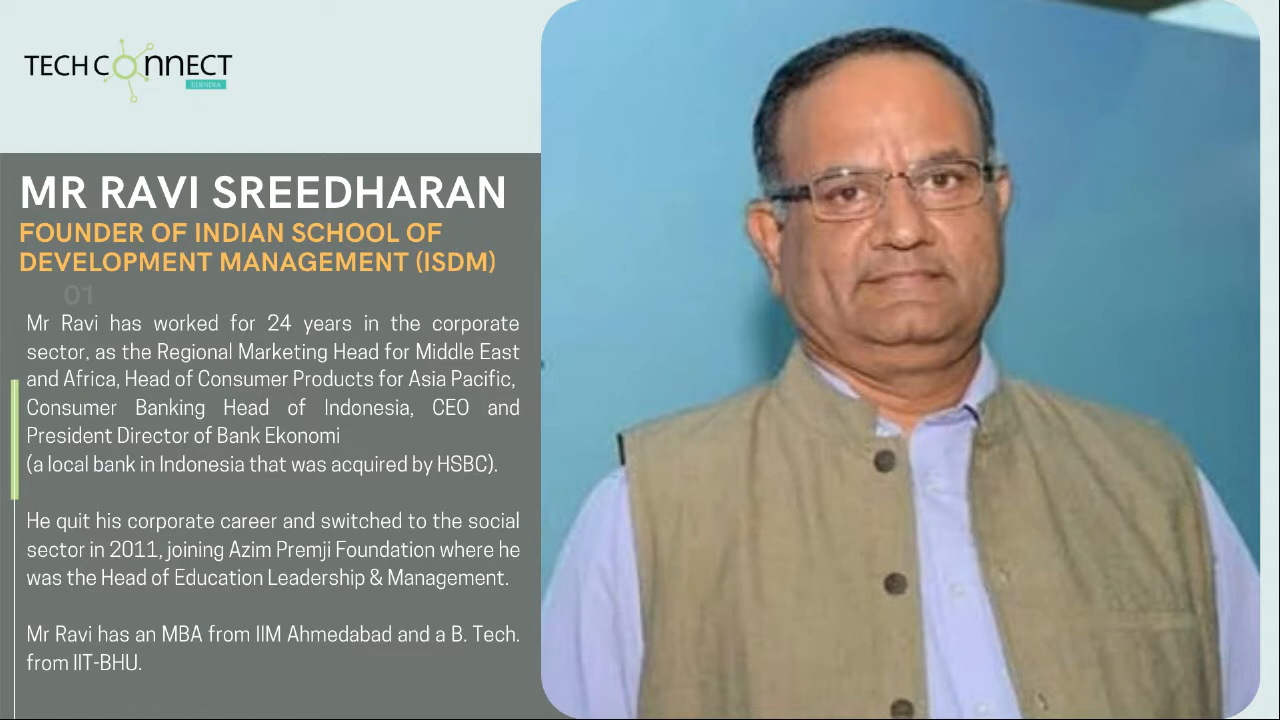 TECH CONNECT
EDINDIA
MR RAVI SREEDHARAN
FOUNDER OF INDIAN SCHOOL OF
DEVELOPMENT MANAGEMENT (ISDM)
01
Mr Ravi has worked for 24 years in the corporate
sector, as the Regional Marketing Head for Middle East
and Africa, Head of Consumer Products for Asia Pacific,
Consumer Banking Head of Indonesia, CEO and
President Director of Bank Ekonomi
(a local bank in Indonesia that was acquired by HSBC).
He quit his corporate career and switched to the social
sector in 2011, joining Azim Premji Foundation where he
was the Head of Education Leadership & Management.
Mr Ravi has an MBA from IIM Ahmedabad and a B. Tech.
from IIT-BHU.